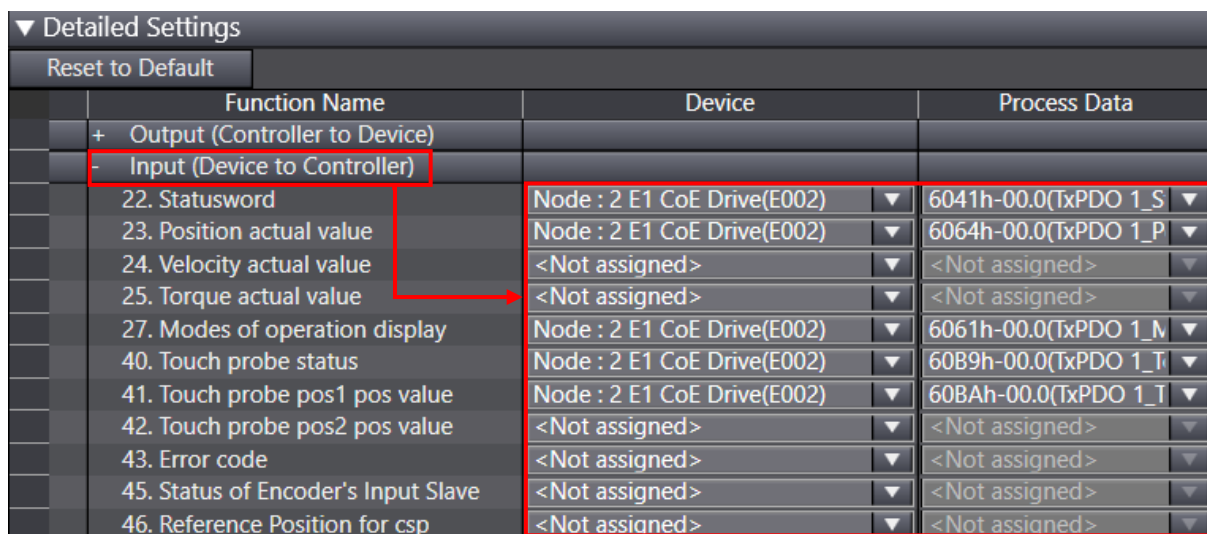 ▼ Detailed Settings
Reset to Default
Function Name Device Process Data
+ Output (Controller to Device)
- Input (Device to Controller)
22. Statusword Node : 2 E1 CoE Drive(E002) ▼ 6041h-00.0(TxPDO 1_S ▼
23. Position actual value Node : 2 E1 CoE Drive(E002) ▼ 6064h-00.0(TxPDO 1_P ▼
24. Velocity actual value <Not assigned> ▼ <Not assigned> ▼
25. Torque actual value <Not assigned> ▼ <Not assigned> ▼
27. Modes of operation display Node : 2 E1 CoE Drive(E002) ▼ 6061h-00.0(TxPDO 1_M ▼
40. Touch probe status Node : 2 E1 CoE Drive(E002) ▼ 60B9h-00.0(TxPDO 1_T ▼
41. Touch probe pos1 pos value Node : 2 E1 CoE Drive(E002) ▼ 60BAh-00.0(TxPDO 1_T ▼
42. Touch probe pos2 pos value <Not assigned> ▼ <Not assigned> ▼
43. Error code <Not assigned> ▼ <Not assigned> ▼
45. Status of Encoder's Input Slave <Not assigned> ▼ <Not assigned> ▼
46. Reference Position for csp <Not assigned> ▼ <Not assigned> ▼